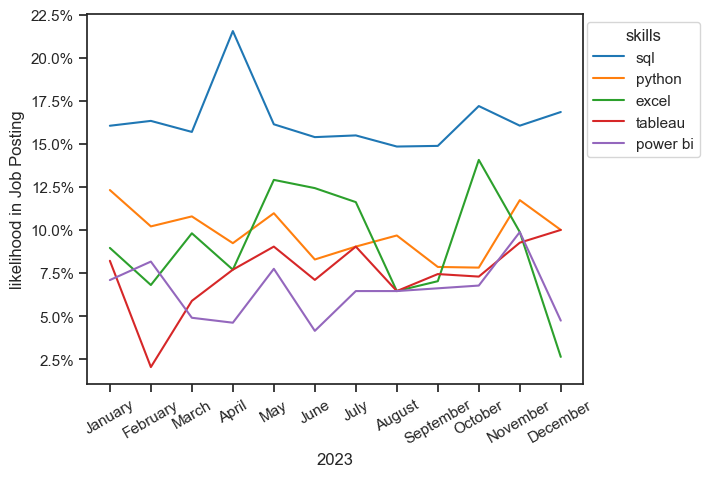 22.5%
20.0%
17.5%
15.0%
12.5%
10.0%
7.5%
5.0%
2.5%
likelihood in Job Posting
January
February
March
April
May
June
July
August
September
October
November
December
2023
skills
sql
python
excel
tableau
power bi